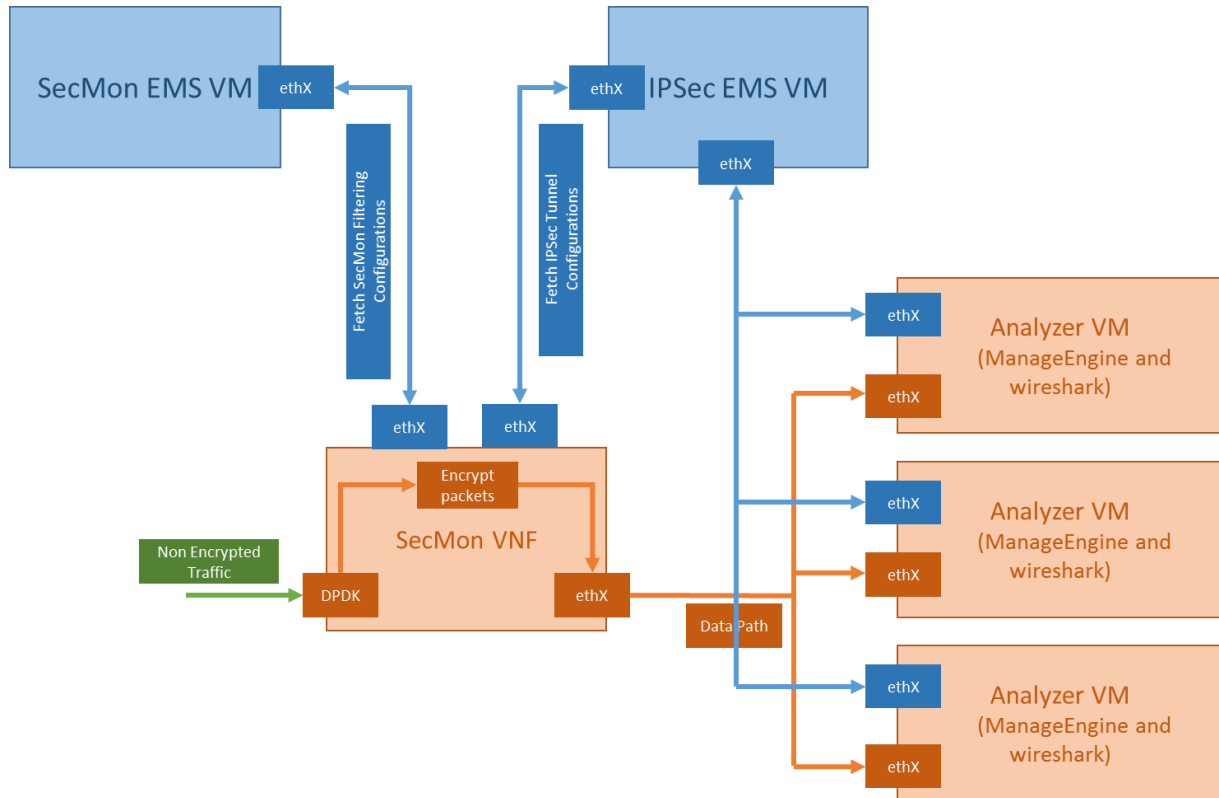 SecMon EMS VM
ethX
ethX
IPSec EMS VM
ethX
Fetch SecMon Filtering
Configurations
Fetch IPSec Tunnel
Configurations
ethX
ethX
Encrypt
packets
SecMon VNF
Non Encrypted
Traffic
DPDK
ethX
Data Path
ethX
ethX
Analyzer VM
(ManageEngine and
wireshark)
ethX
ethX
Analyzer VM
(ManageEngine and
wireshark)
ethX
ethX
Analyzer VM
(ManageEngine and
wireshark)